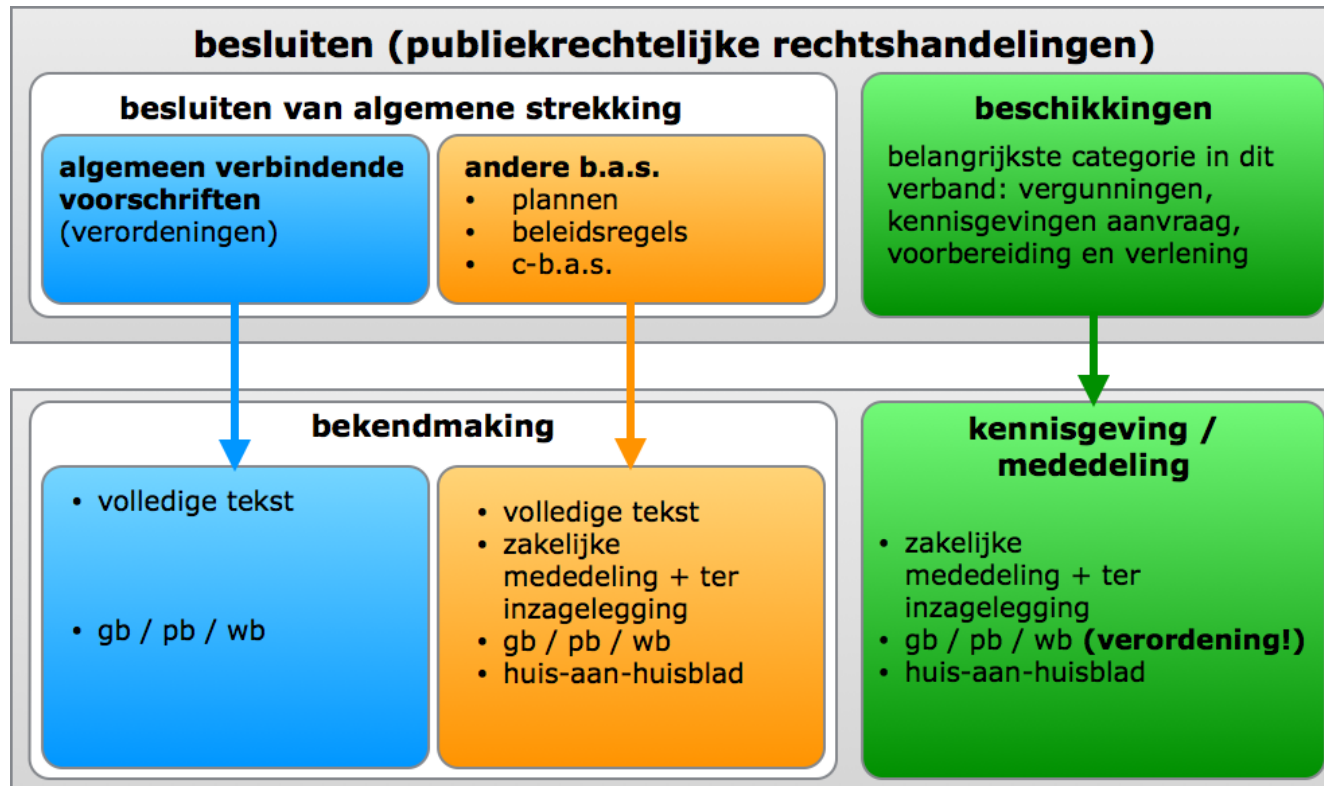 besluiten (publiekrechtelijke rechtshandelingen)
besluiten van algemene strekking
algemeen verbindende
voorschriften
(verordeningen)
andere b.a.s.
• plannen
• beleidsregels
• c-b.a.s.
beschikkingen
belangrijkste categorie in dit
verband: vergunningen,
kennisgevingen aanvraag,
voorbereiding en verlening
bekendmaking
• volledige tekst
• gb / pb / wb
• volledige tekst
• zakelijke
mededeling + ter
inzagelegging
• gb / pb / wb
• huis-aan-huisblad
kennisgeving /
mededeling
• zakelijke
mededeling + ter
inzagelegging
• gb / pb / wb (verordening!)
• huis-aan-huisblad